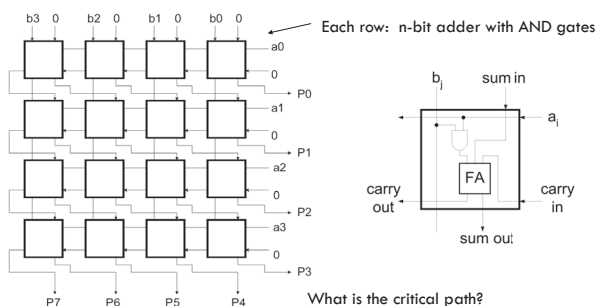 b3 0 b2 0 b1 0 b0 0
Each row: n-bit adder with AND gates
a0
0
P0
a1
0
P1
a2
0
P2
a3
0
P3
P7 P6 P5 P4
bj sum in
ai
FA
carry out
carry in
sum out
What is the critical path?